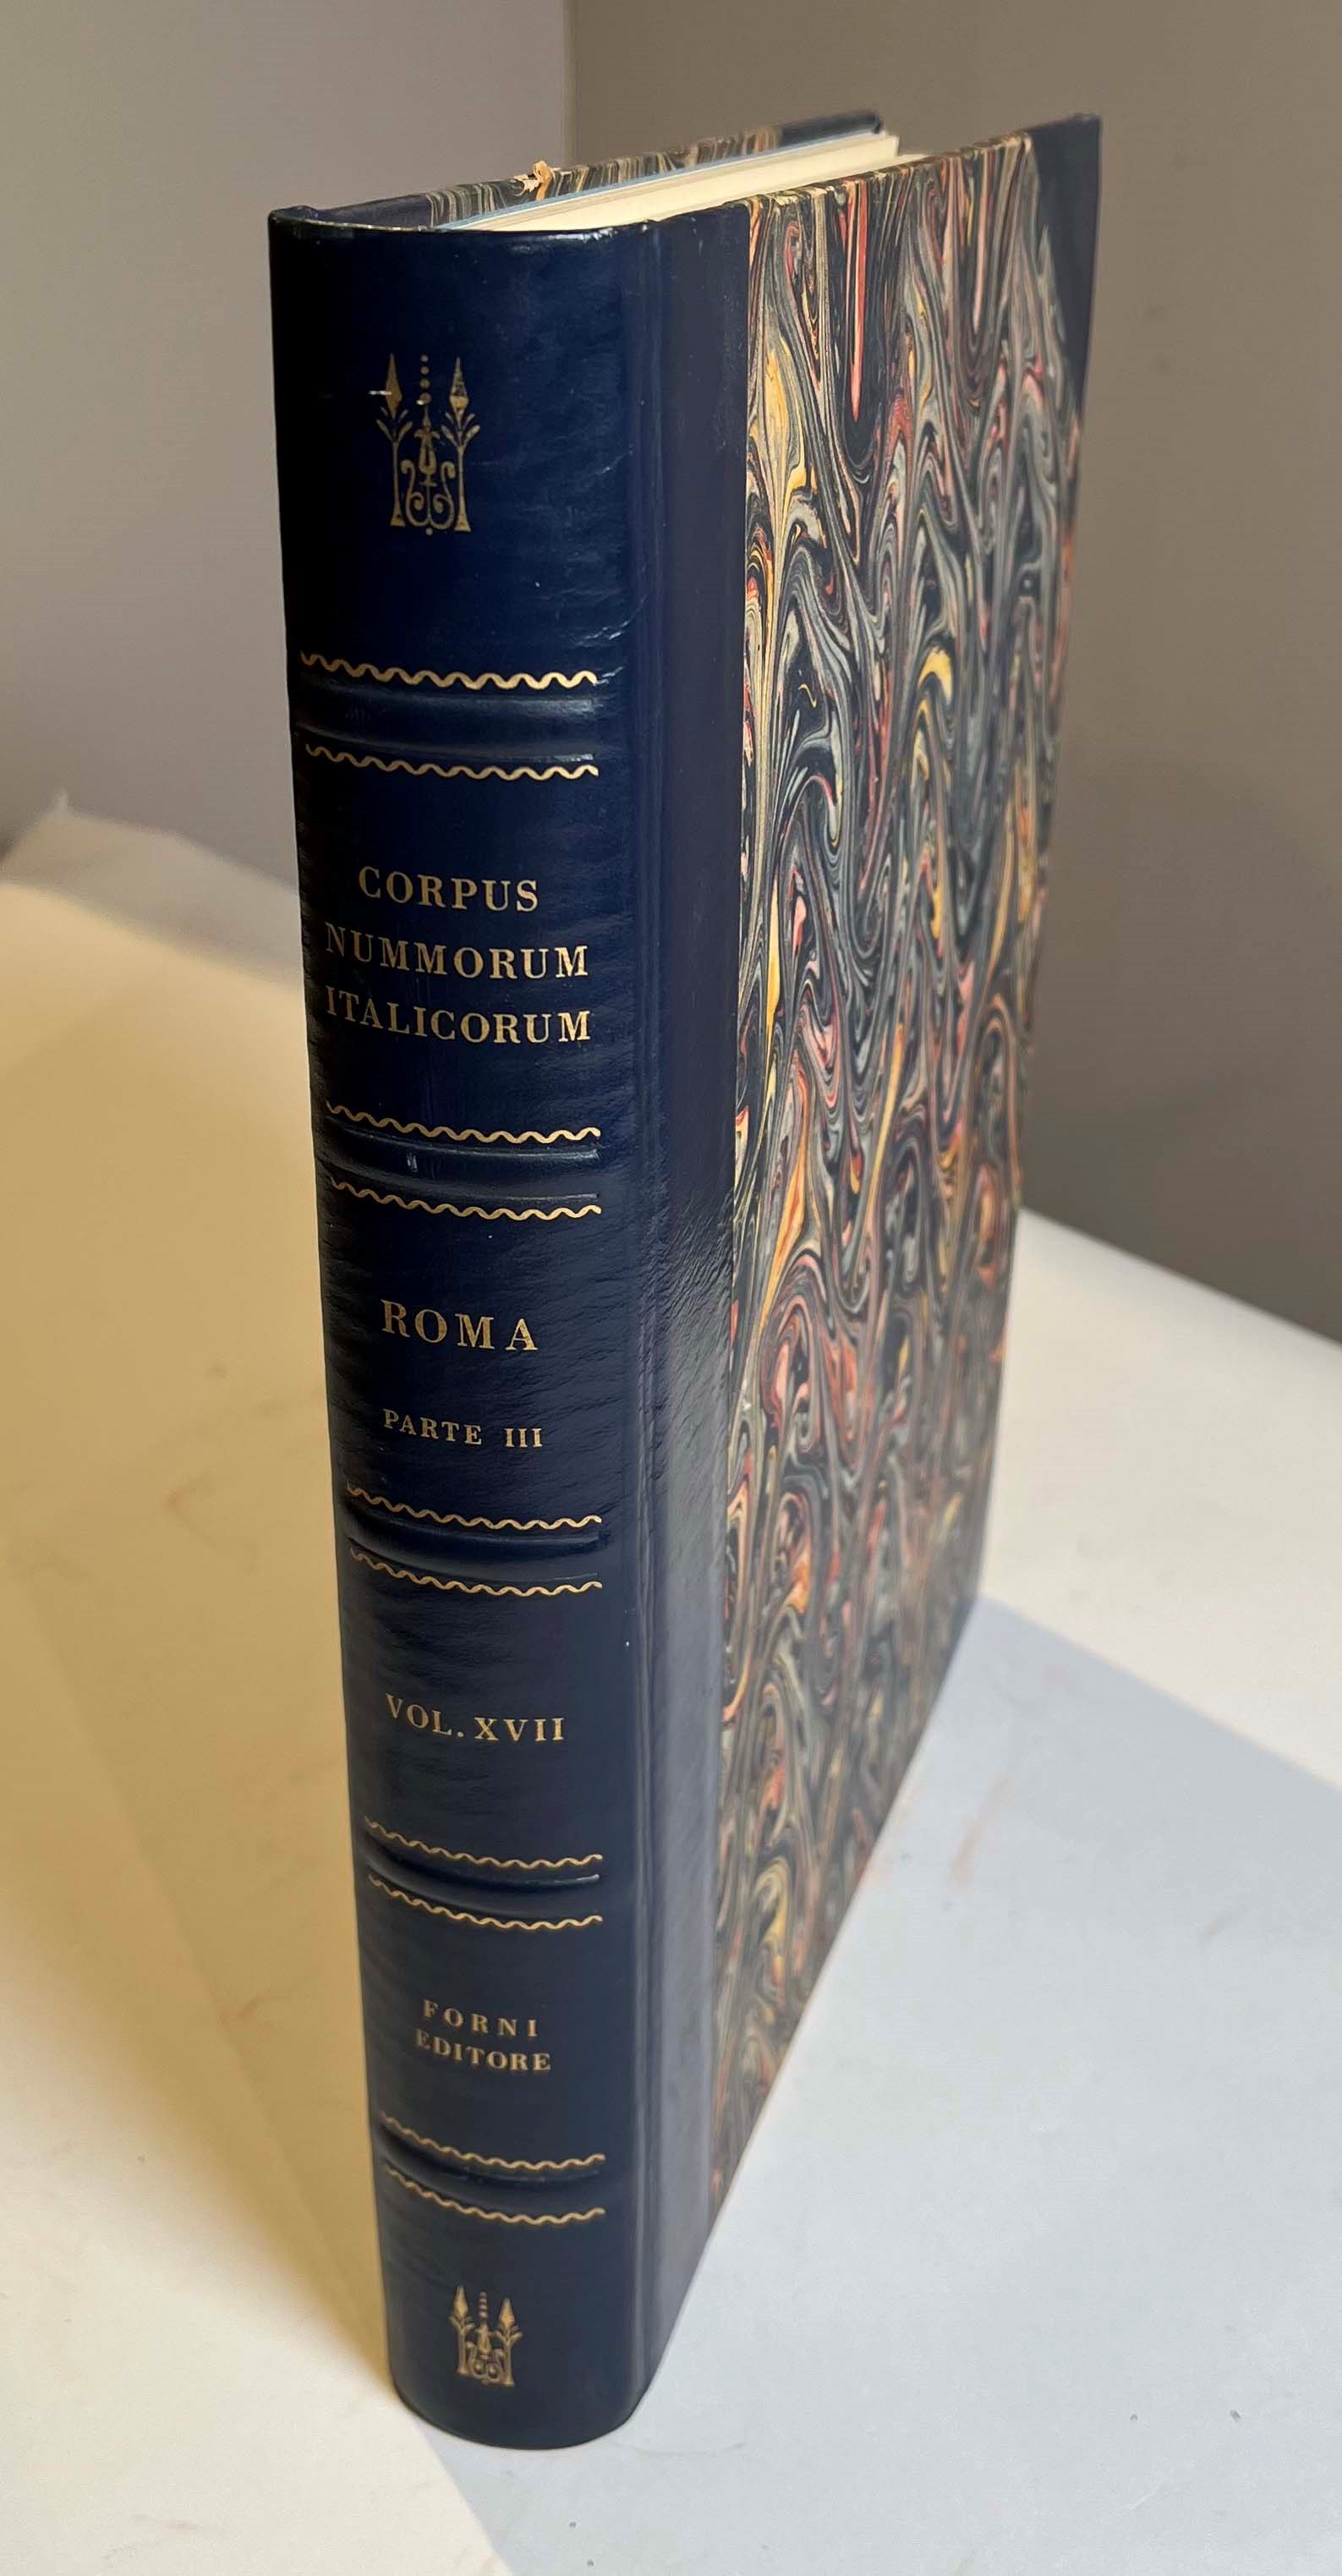 CORPUS
NUMMORUM
ITALICORUM
ROMA
PARTE III
VOL. XVII
FORNI
EDITORE